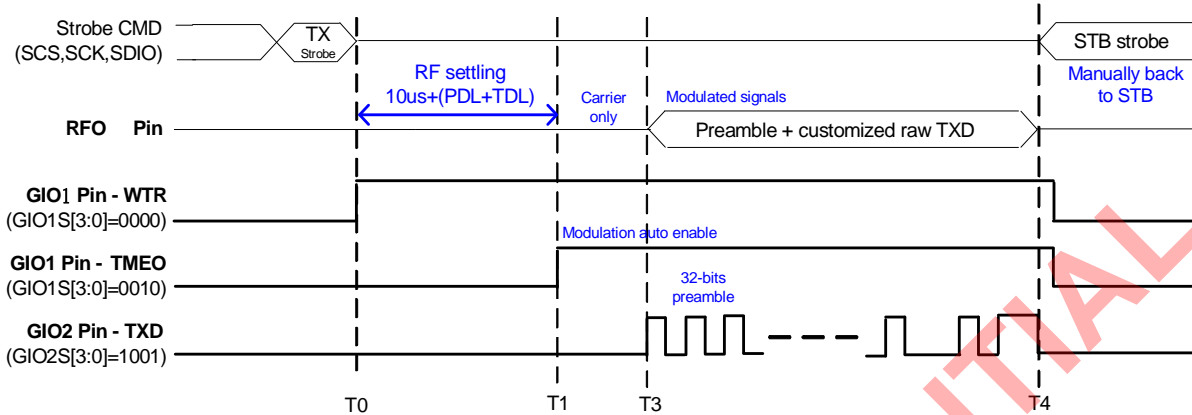 Strobe CMD
(SCS,SCK,SDIO)
TX
Strobe
STB strobe
RF settling
10us+(PDL+TDL)
Carrier
only
Modulated signals
Manually back
to STB
RFO Pin
Preamble + customized raw TXD
GIO1 Pin - WTR
(GIO1S[3:0]=0000)
Modulation auto enable
GIO1 Pin - TMEO
(GIO1S[3:0]=0010)
32-bits
preamble
GIO2 Pin - TXD
(GIO2S[3:0]=1001)
T0
T1
T3
T4
NTIAL